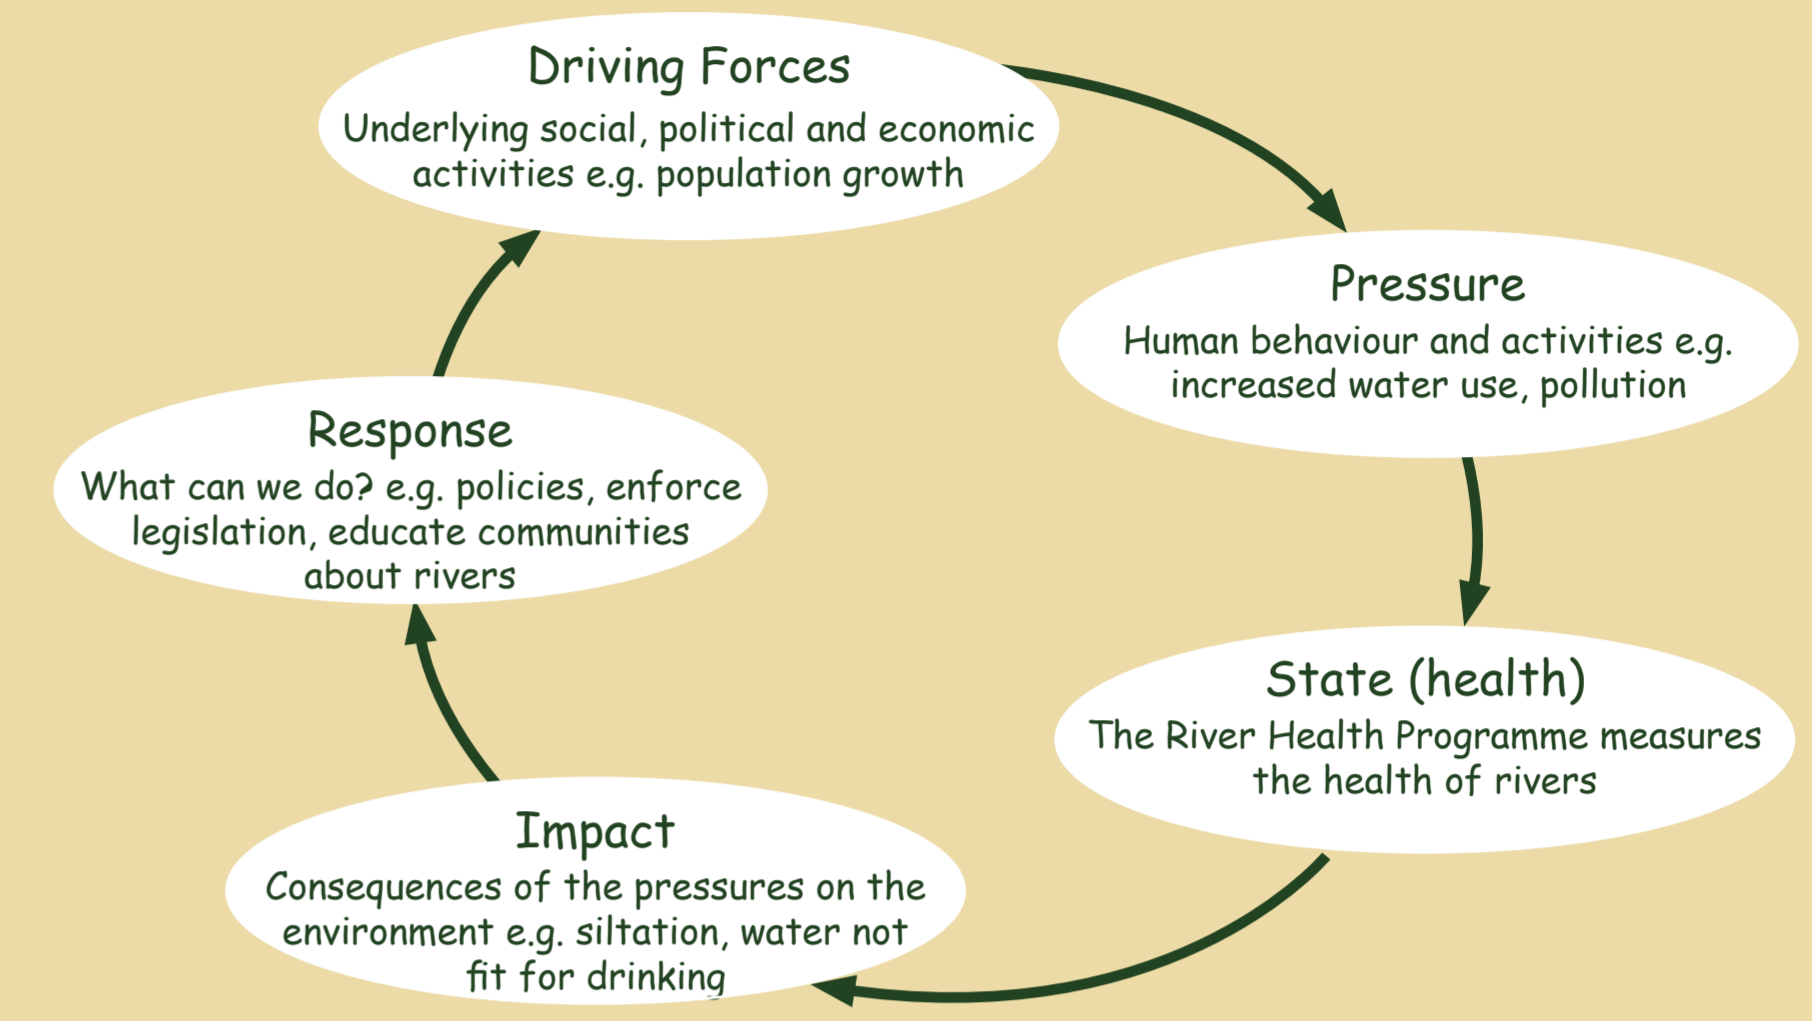 Driving Forces
Underlying social, political and economic
activities e.g. population growth
Pressure
Human behaviour and activities e.g.
increased water use, pollution
State (health)
The River Health Programme measures
the health of rivers
Impact
Consequences of the pressures on the
environment e.g. siltation, water not
fit for drinking
Response
What can we do? e.g. policies, enforce
legislation, educate communities
about rivers